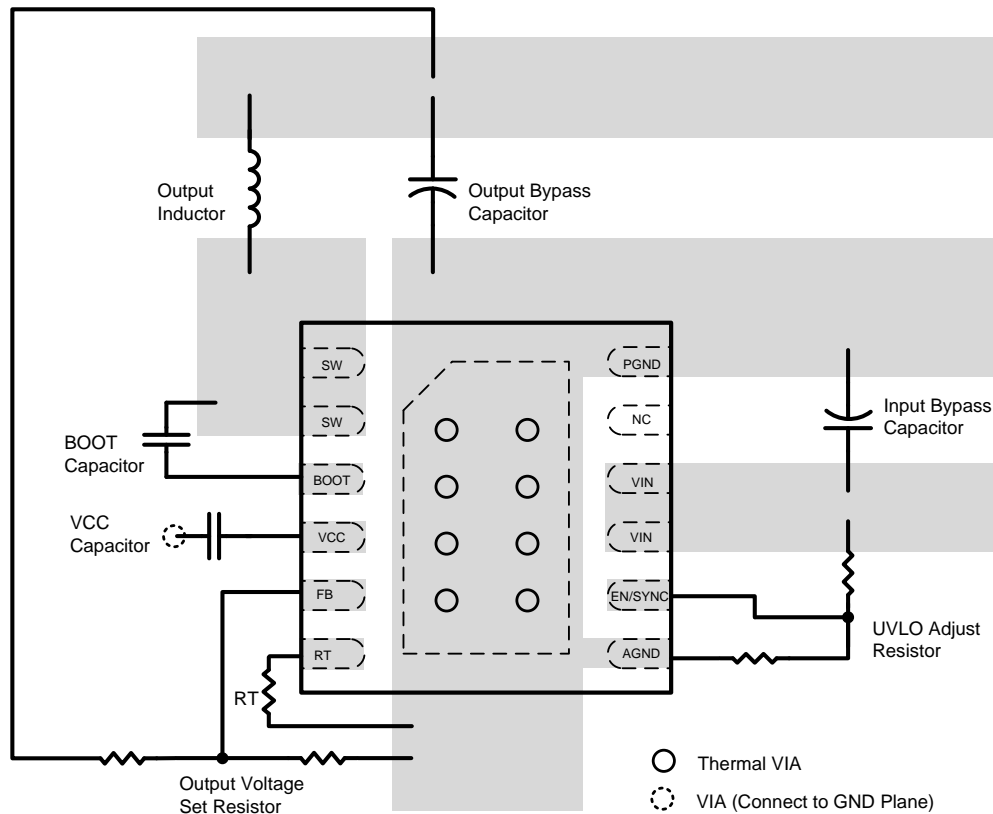 Output
Inductor
Output Bypass
Capacitor
SW
PGND
SW
NC
Input Bypass
Capacitor
BOOT
Capacitor
BOOT
VIN
VCC
Capacitor
VCC
VIN
FB
EN/SYNC
UVLO Adjust
Resistor
RT
AGND
RT
Output Voltage
Set Resistor
Thermal VIA
VIA (Connect to GND Plane)